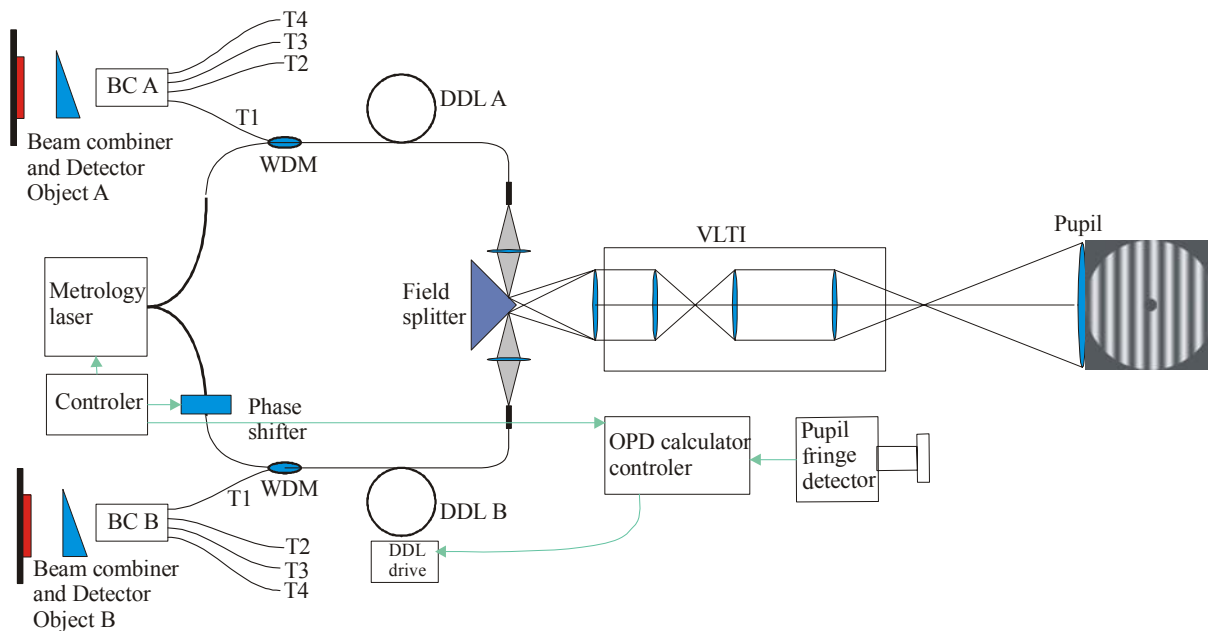 T4
T3
T2
BC A
T1
DDL A
WDM
Beam combiner
and Detector
Object A
VLTI
Pupil
Metrology
laser
Field
splitter
Controler
Phase
shifter
OPD calculator
controler
Pupil
fringe
detector
T1
WDM
DDL B
BC B
T2
T3
T4
DDL
drive
Beam combiner
and Detector
Object B